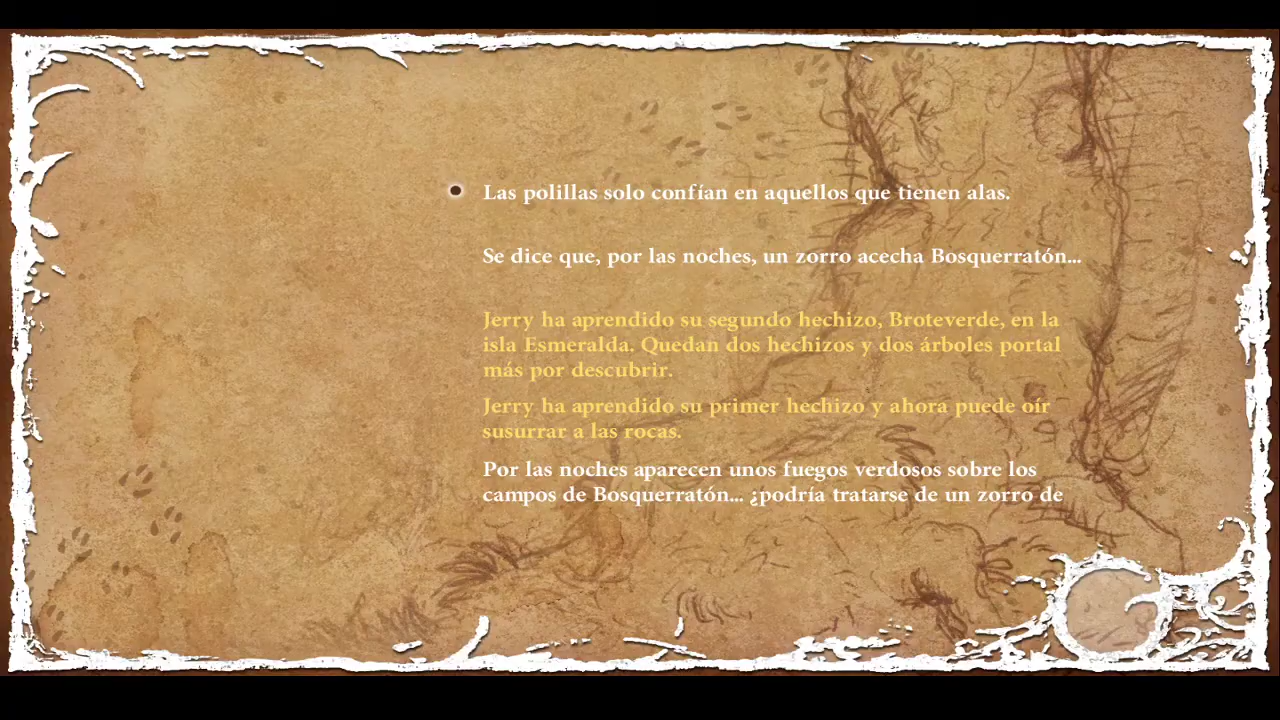 Las polillas solo confían en aquellos que tienen alas.
Se dice que, por las noches, un zorro acecha Bosquerratón...
Jerry ha aprendido su segundo hechizo, Broteverde, en la
isla Esmeralda. Quedan dos hechizos y dos árboles portal
más por descubrir.
Jerry ha aprendido su primer hechizo y ahora puede oír
susurrar a las rocas.
Por las noches aparecen unos fuegos verdosos sobre los
campos de Bosquerratón... ¿podría tratarse de un zorro de